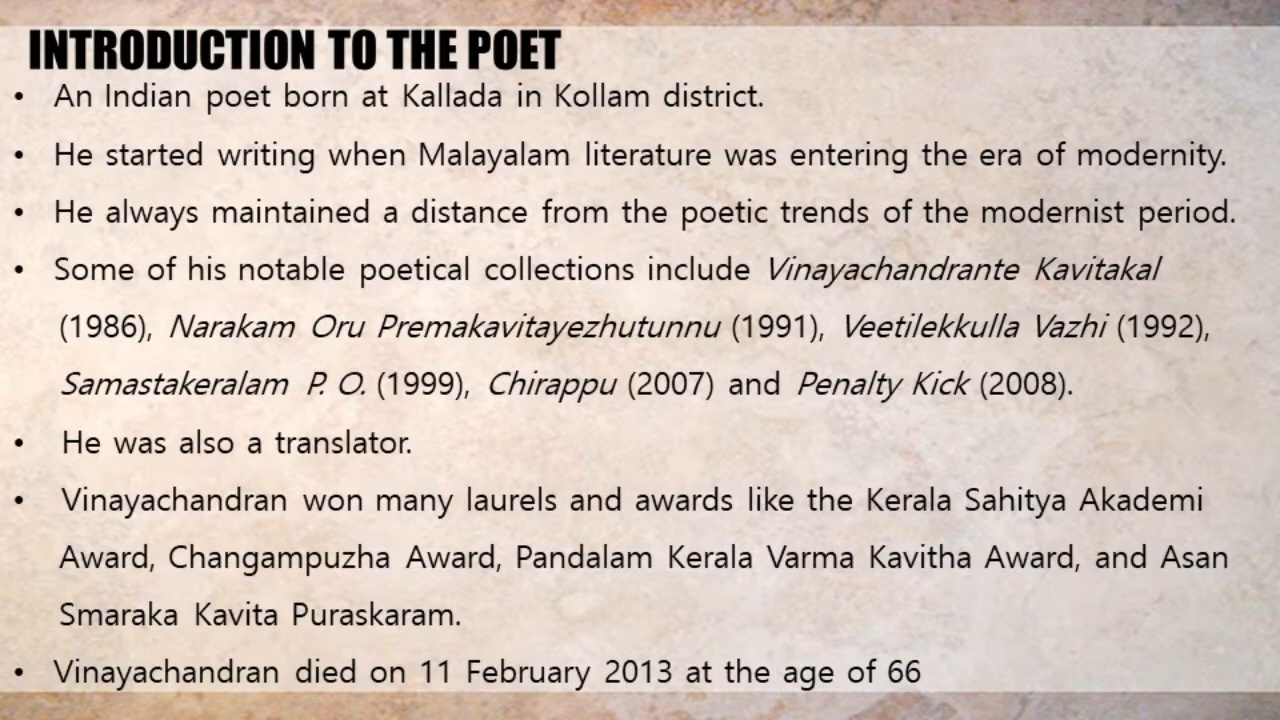 INTRODUCTION TO THE POET
• An Indian poet born at Kallada in Kollam district.
• He started writing when Malayalam literature was entering the era of modernity.
• He always maintained a distance from the poetic trends of the modernist period.
• Some of his notable poetical collections include Vinayachandrante Kavitakal
(1986), Narakam Oru Premakavitayezhutunnu (1991), Veetilekkulla Vazhi (1992),
Samastakeralam P. O. (1999), Chirappu (2007) and Penalty Kick (2008).
• He was also a translator.
• Vinayachandran won many laurels and awards like the Kerala Sahitya Akademi
Award, Changampuzha Award, Pandalam Kerala Varma Kavitha Award, and Asan
Smaraka Kavita Puraskaram.
• Vinayachandran died on 11 February 2013 at the age of 66